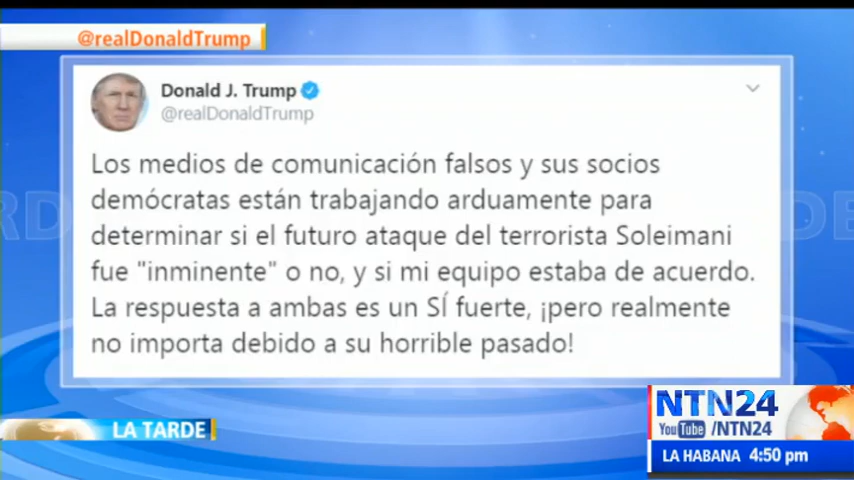 @realDonaldTrump
Donald J. Trump
@realDonaldTrump
Los medios de comunicación falsos y sus socios
demócratas están trabajando arduamente para
determinar si el futuro ataque del terrorista Soleimani
fue "inminente" o no, y si mi equipo estaba de acuerdo.
La respuesta a ambas es un SÍ fuerte, ¡pero realmente
no importa debido a su horrible pasado!
LA TARDE
NTN24
YouTube /NTN24
LA HABANA 4:50 pm